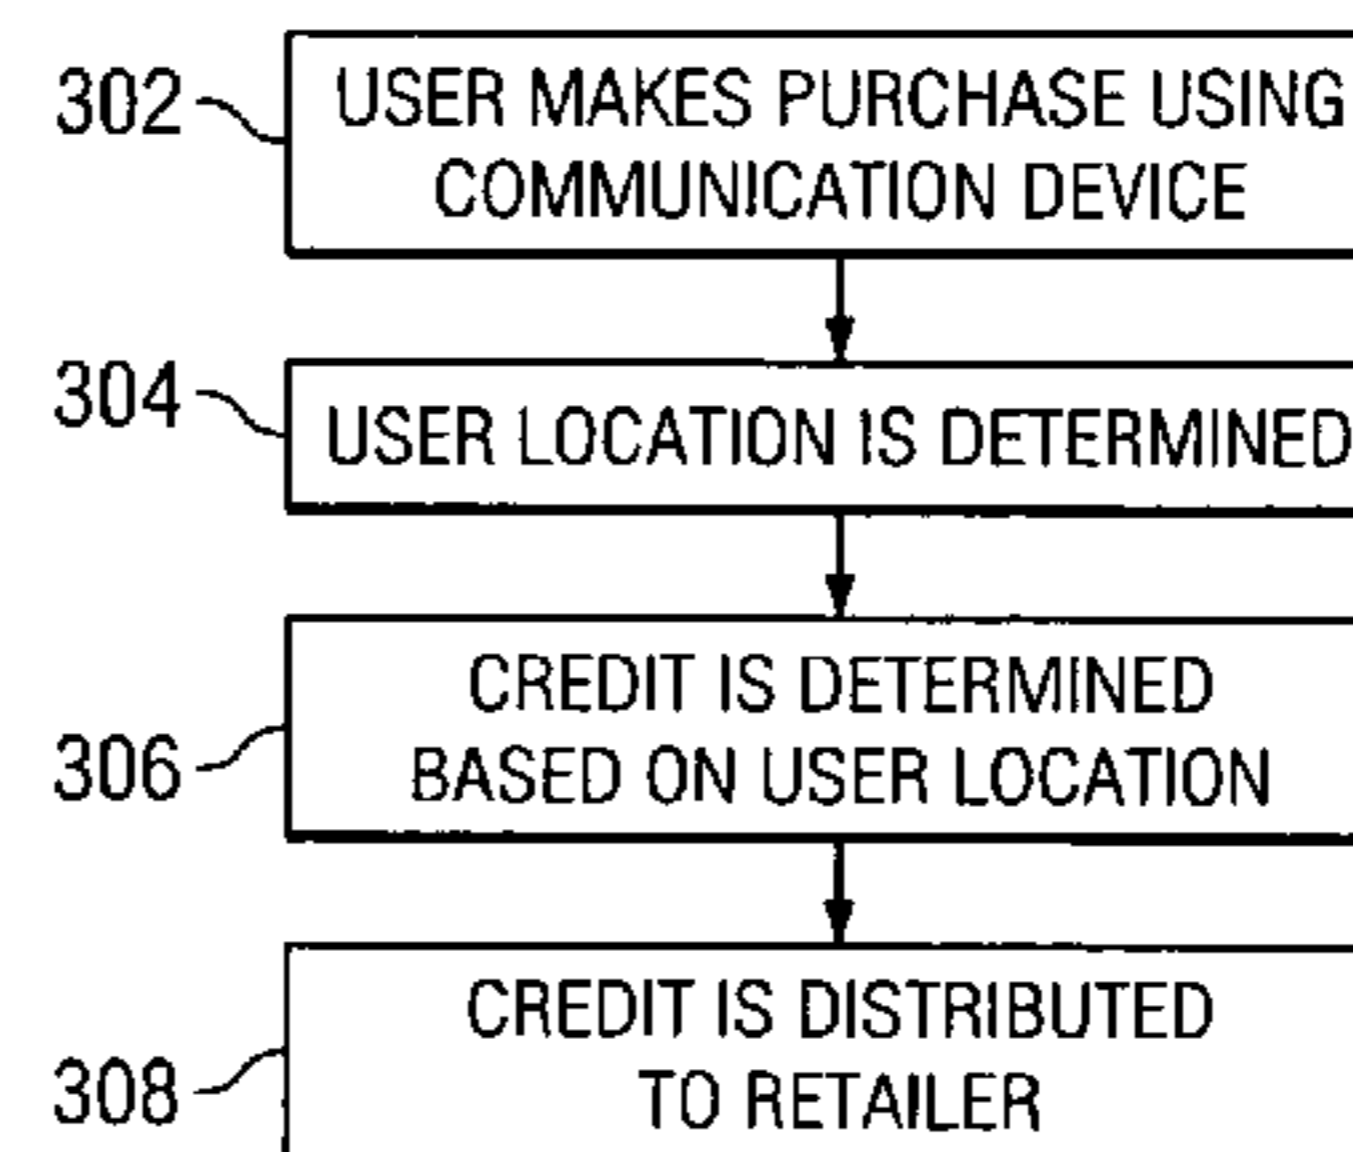 302
USER MAKES PURCHASE USING
COMMUNICATION DEVICE
304
USER LOCATION IS DETERMINED
CREDIT IS DETERMINED
306
BASED ON USER LOCATION
CREDIT IS DISTRIBUTED
308
TO RETAILER